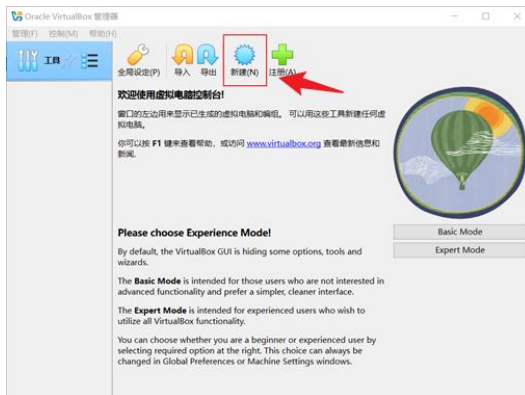 Oracle VirtualBox 管理器
管理(F) 控制(M) 帮助(H)
工具
全局设定(P) 导入 导出 新建(N) 注册(A)
欢迎使用虚拟电脑控制台!
窗口的左边用来显示已生成的虚拟电脑和编组。 可以用这些工具新建任何虚
拟电脑。
你可以按 F1 键来查看帮助，或访问 www.virtualbox.org 查看最新信息和
新闻.
Please choose Experience Mode!
By default, the VirtualBox GUI is hiding some options, tools and
wizards.
The Basic Mode is intended for those users who are not interested in
advanced functionality and prefer a simpler, cleaner interface.
The Expert Mode is intended for experienced users who wish to
utilize all VirtualBox functionality.
You can choose whether you are a beginner or experienced user by
selecting required option at the right. This choice can always be
changed in Global Preferences or Machine Settings windows.
Basic Mode
Expert Mode